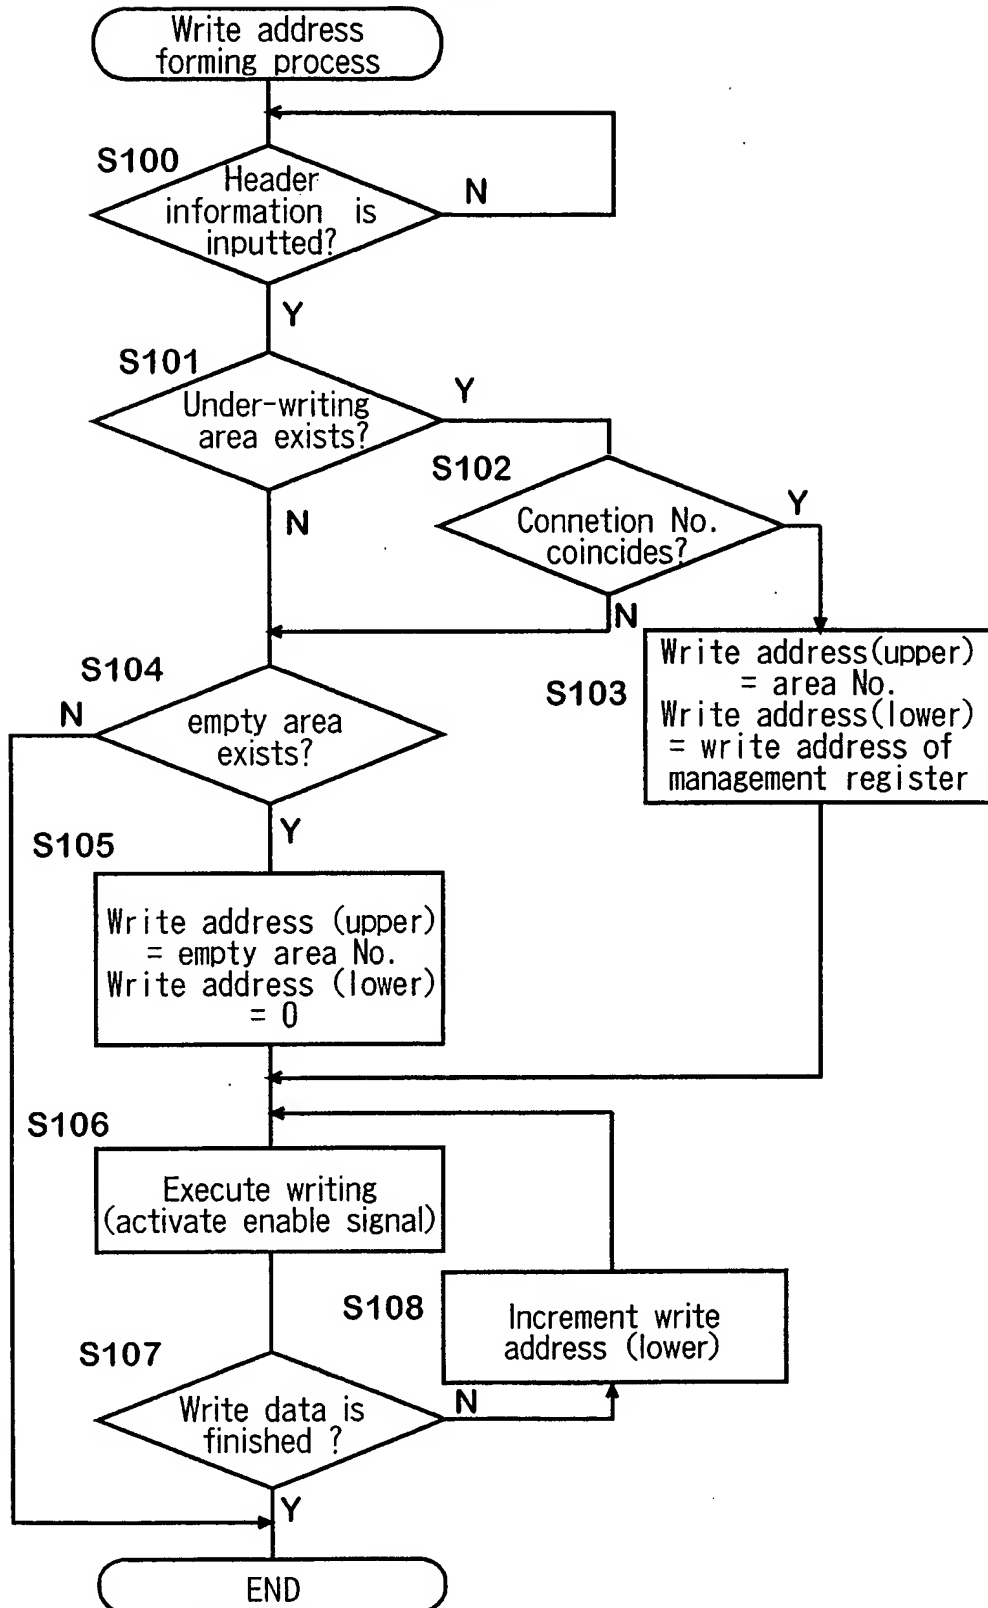 Write address
forming process
S100
Header
information is
inputted?
N
Y
S101
Under-writing
area exists?
Y
N
S102
Connetion No.
coincides?
Y
N
S103
Write address(upper)
= area No.
Write address(lower)
= write address of
management register
S104
empty area
exists?
N
Y
S105
Write address (upper)
= empty area No.
Write address (lower)
= 0
S106
Execute writing
(activate enable signal)
S108
Increment write
address (lower)
S107
Write data is
finished ?
N
Y
END